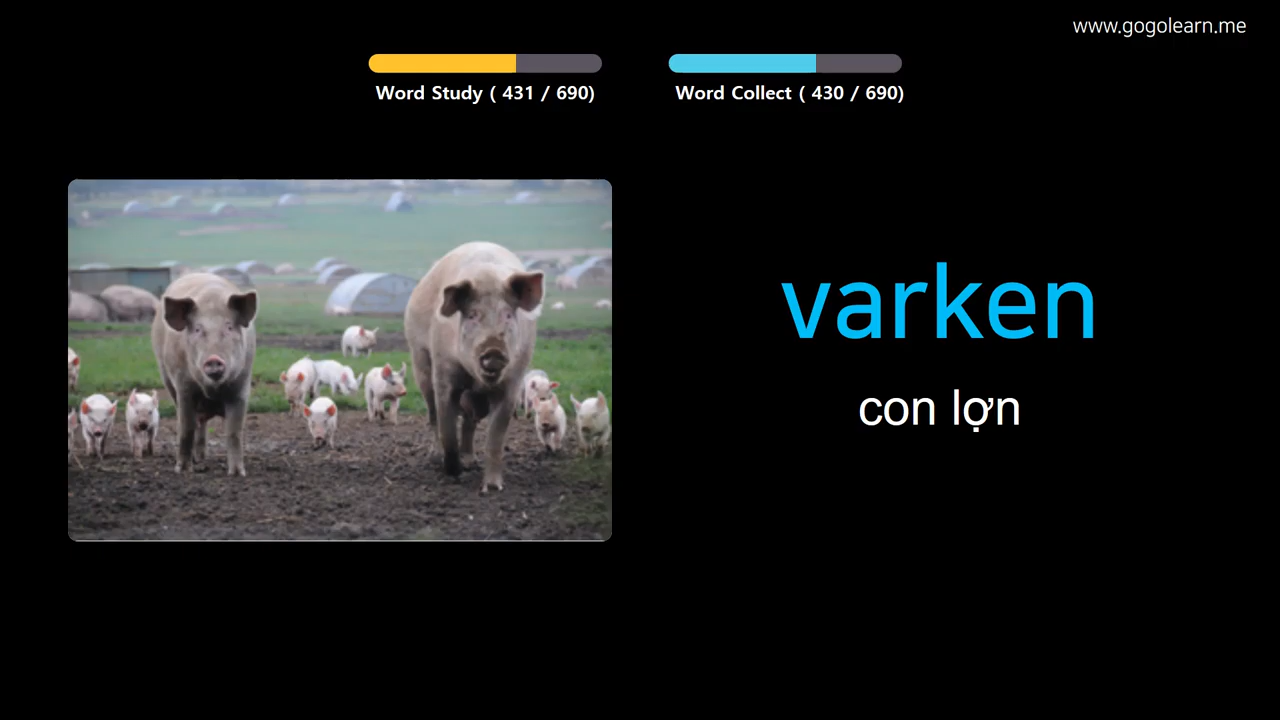 www.gogolearn.me
Word Study ( 431 / 690)
Word Collect ( 430 / 690)
varken
con lợn